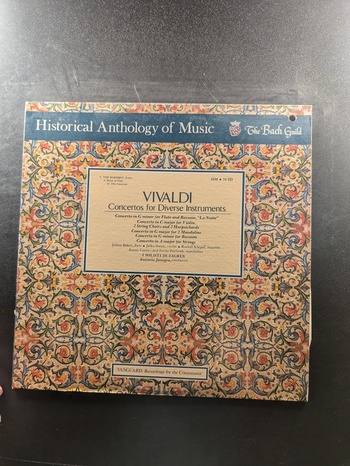 Historical Anthology of Music
The Bach Guild
VIVALDI
Concertos for Diverse Instruments
Concerto in G minor for Flute and Bassoon, "La Notte"
Concerto in C major for Violin,
2 String Choirs and 2 Harpsichords
Concerto in G major for 2 Mandolins
Concerto in G minor for Bassoon
Concerto in A major for Strings
I SOLISTI DI ZAGREB
Antonio Janigro, conductor
VANGUARD Recordings for the Connoisseur